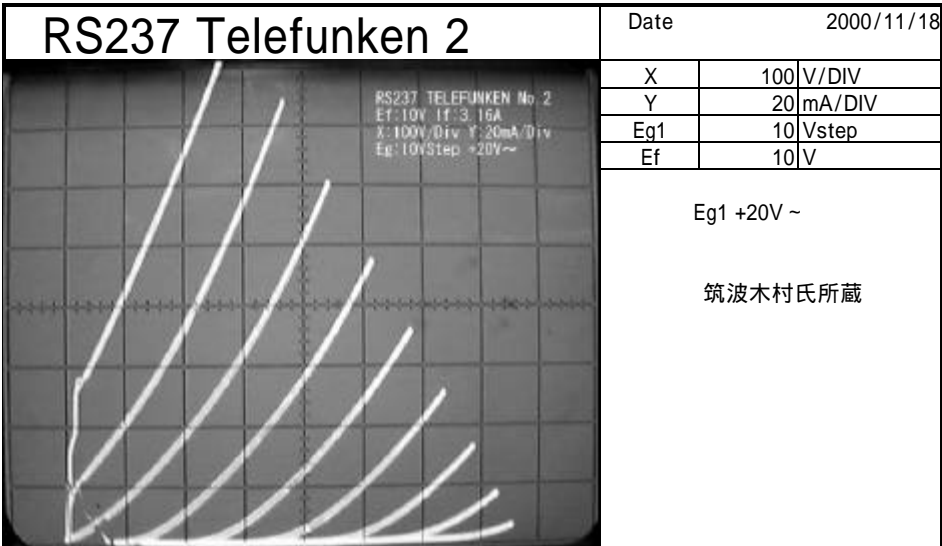 RS237 Telefunken 2
Date 2000/11/18
RS237 TELEFUNKEN No.2
Ef:10V If:3.16A
X:100V/Div Y:20mA/Div
Eg:10VStep +20V~
X 100 V/DIV
Y 20 mA/DIV
Eg1 10 Vstep
Ef 10 V
Eg1 +20V ~
筑波木村氏所蔵